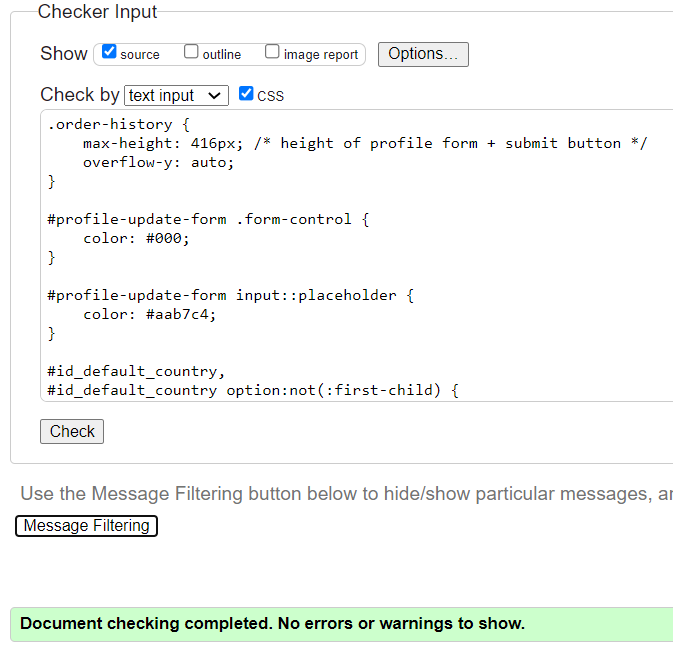 Checker Input
Show source outline image report Options...
Check by text input CSS
.order-history {
    max-height: 416px; /* height of profile form + submit button */
    overflow-y: auto;
}

#profile-update-form .form-control {
    color: #000;
}

#profile-update-form input::placeholder {
    color: #aab7c4;
}

#id_default_country,
#id_default_country option:not(:first-child) {
Check
Use the Message Filtering button below to hide/show particular messages,
Message Filtering
Document checking completed. No errors or warnings to show.